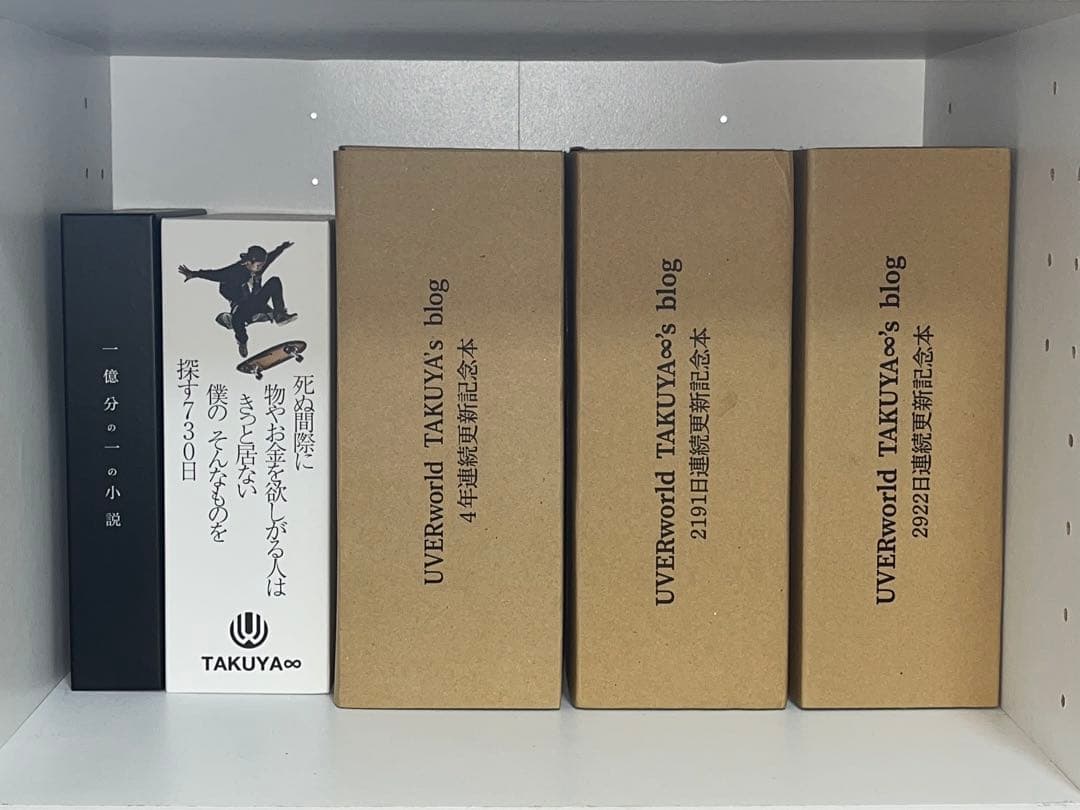 一億分の一の小説
死ぬ間際に
物やお金を欲しがる人は
きっと居ない
僕の そんなものを
探す730日
TAKUYA∞
UVERworld TAKUYA's blog
4年連続更新記念本
UVERworld TAKUYA∞'s blog
2191日連続更新記念本
UVERworld TAKUYA∞'s blog
2922日連続更新記念本